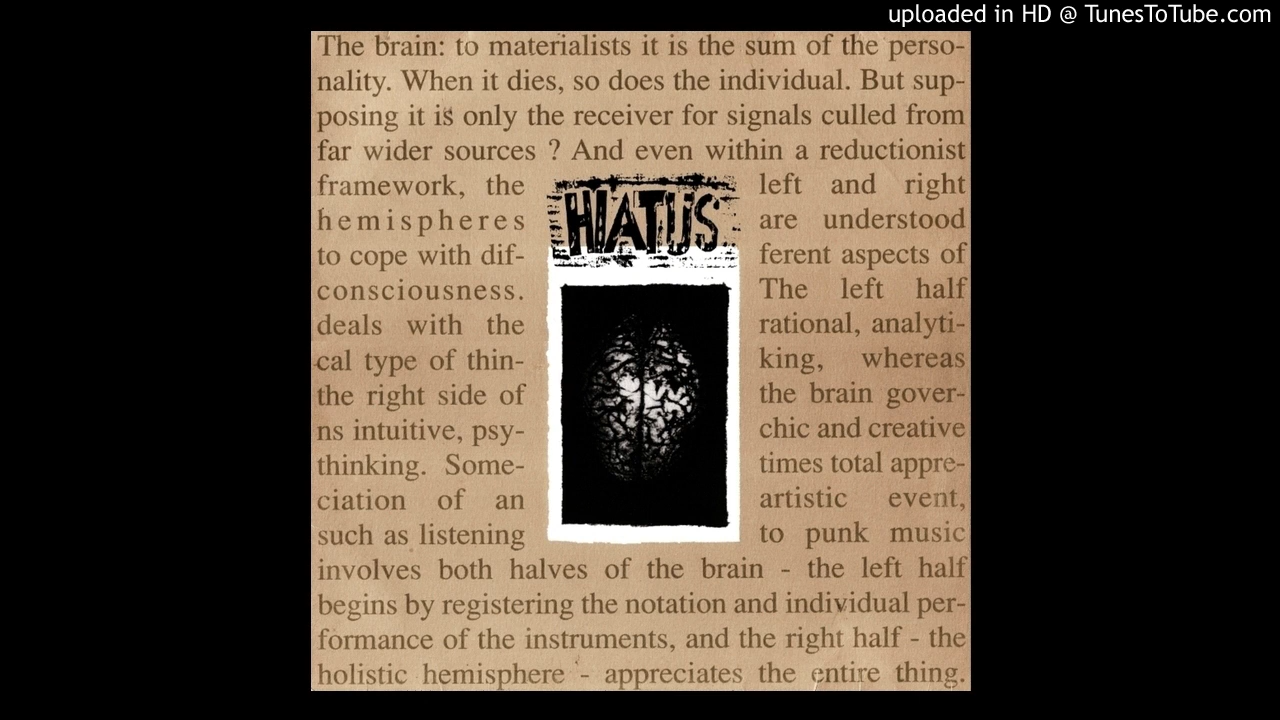 uploaded in HD @ TunesToTube.com
The brain: to materialists it is the sum of the perso-
nality. When it dies, so does the individual. But sup-
posing it is only the receiver for signals culled from
far wider sources ? And even within a reductionist
framework, the left and right
HIATUS
hemispheres are understood
to cope with dif- ferent aspects of
consciousness. The left half
deals with the rational, analyti-
cal type of thin- king, whereas
the right side of the brain gover-
ns intuitive, psy- chic and creative
thinking. Some- times total appre-
ciation of an artistic event,
such as listening to punk music
involves both halves of the brain - the left half
begins by registering the notation and individual per-
formance of the instruments, and the right half - the
holistic hemisphere - appreciates the entire thing.